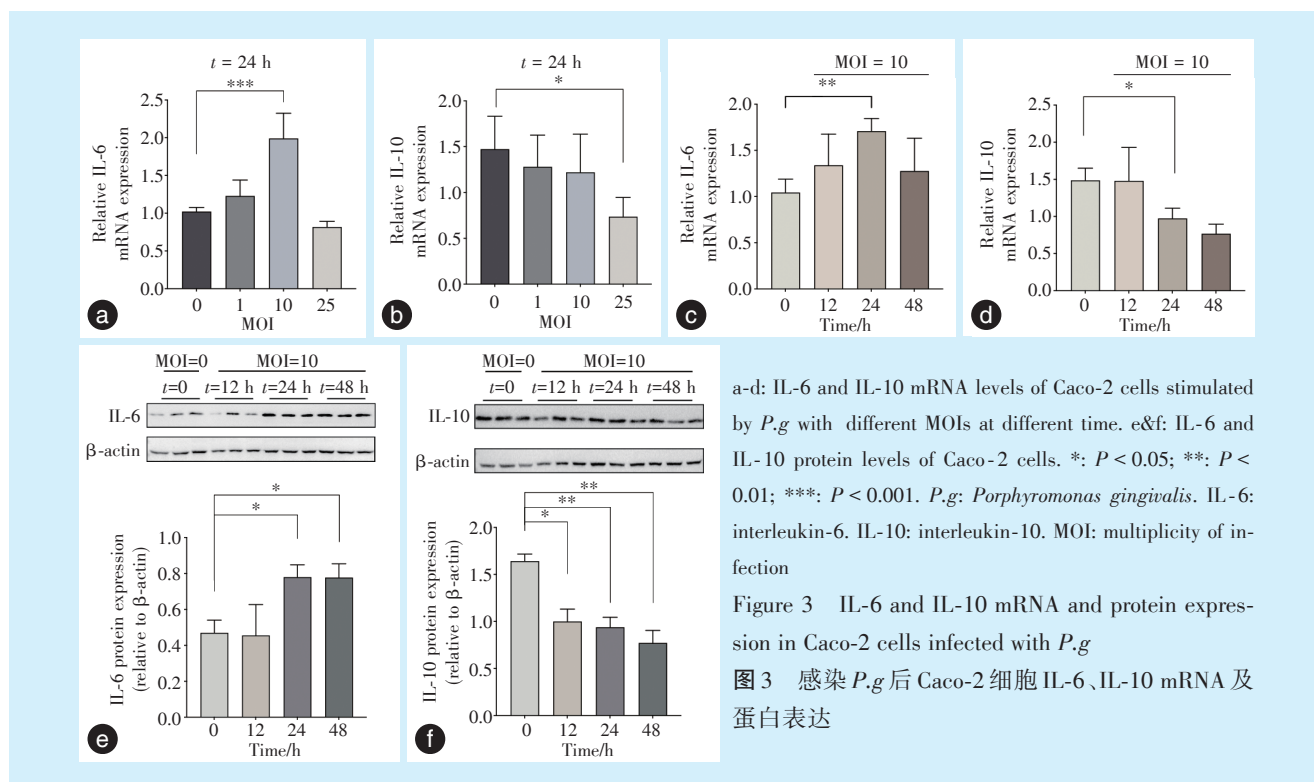 t = 24 h
***
Relative IL-6
mRNA expression
2.5
2.0
1.5
1.0
0.5
0.0
0 1 10 25
MOI
a
t = 24 h
*
Relative IL-10
mRNA expression
2.0
1.5
1.0
0.5
0.0
0 1 10 25
MOI
b
MOI = 10
**
Relative IL-6
mRNA expression
2.0
1.5
1.0
0.5
0.0
0 12 24 48
Time/h
c
MOI = 10
*
Relative IL-10
mRNA expression
2.0
1.5
1.0
0.5
0.0
0 12 24 48
Time/h
d
MOI=0 MOI=10
t=0 t=12 h t=24 h t=48 h
IL-6
β-actin
*
*
IL-6 protein expression
(relative to β-actin)
1.0
0.8
0.6
0.4
0.2
0.0
0 12 24 48
Time/h
e
MOI=0 MOI=10
t=0 t=12 h t=24 h t=48 h
IL-10
β-actin
**
**
*
IL-10 protein expression
(relative to β-actin)
2.0
1.5
1.0
0.5
0.0
0 12 24 48
Time/h
f
a-d: IL-6 and IL-10 mRNA levels of Caco-2 cells stimulated
by P.g with different MOIs at different time. e&f: IL-6 and
IL-10 protein levels of Caco-2 cells. *: P < 0.05; **: P <
0.01; ***: P < 0.001. P.g: Porphyromonas gingivalis. IL-6:
interleukin-6. IL-10: interleukin-10. MOI: multiplicity of in-
fection
Figure 3 IL-6 and IL-10 mRNA and protein expres-
sion in Caco-2 cells infected with P.g
图3 感染P.g后Caco-2细胞IL-6、IL-10 mRNA及
蛋白表达